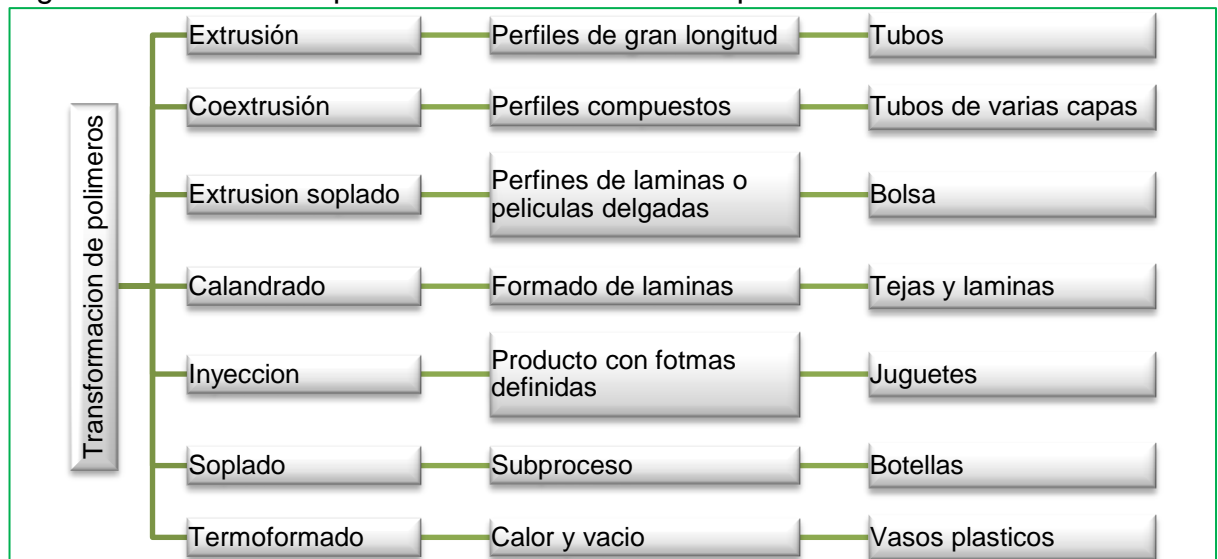 Transformacion de polimeros
Extrusión
Perfiles de gran longitud
Tubos
Coextrusión
Perfiles compuestos
Tubos de varias capas
Extrusion soplado
Perfines de laminas o
peliculas delgadas
Bolsa
Calandrado
Formado de laminas
Tejas y laminas
Inyeccion
Producto con fotmas
definidas
Juguetes
Soplado
Subproceso
Botellas
Termoformado
Calor y vacio
Vasos plasticos